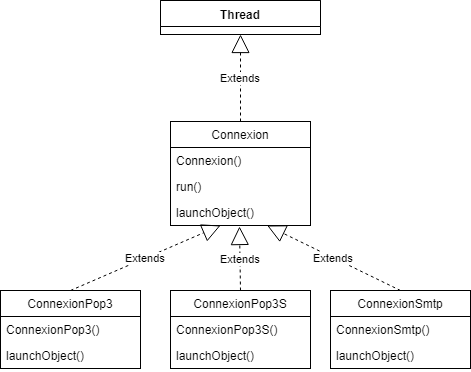 Thread
Extends
Connexion
Connexion()
run()
launchObject()
Extends
Extends
Extends
ConnexionPop3
ConnexionPop3()
launchObject()
ConnexionPop3S
ConnexionPop3S()
launchObject()
ConnexionSmtp
ConnexionSmtp()
launchObject()